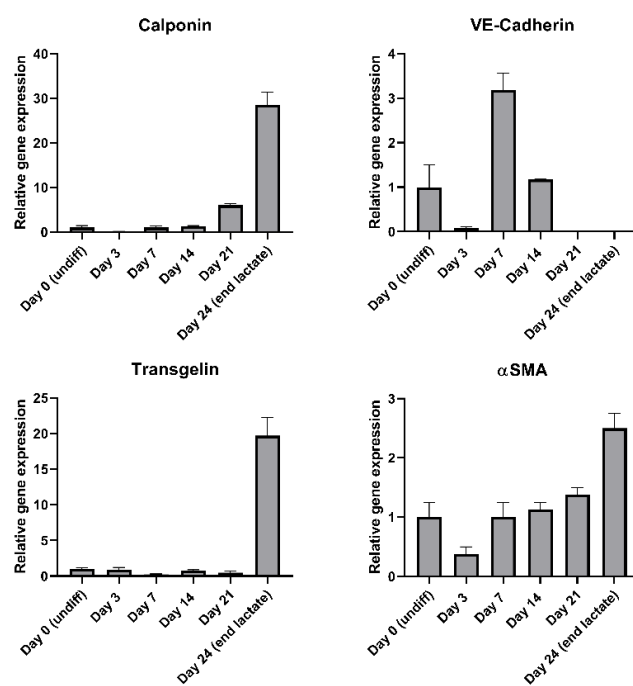 Calponin
Relative gene expression
40
30
20
10
0
Day 0 (undiff)
Day 3
Day 7
Day 14
Day 21
Day 24 (end lactate)
VE-Cadherin
Relative gene expression
4
3
2
1
0
Day 0 (undiff)
Day 3
Day 7
Day 14
Day 21
Day 24 (end lactate)
Transgelin
Relative gene expression
25
20
15
10
5
0
Day 0 (undiff)
Day 3
Day 7
Day 14
Day 21
Day 24 (end lactate)
αSMA
Relative gene expression
3
2
1
0
Day 0 (undiff)
Day 3
Day 7
Day 14
Day 21
Day 24 (end lactate)